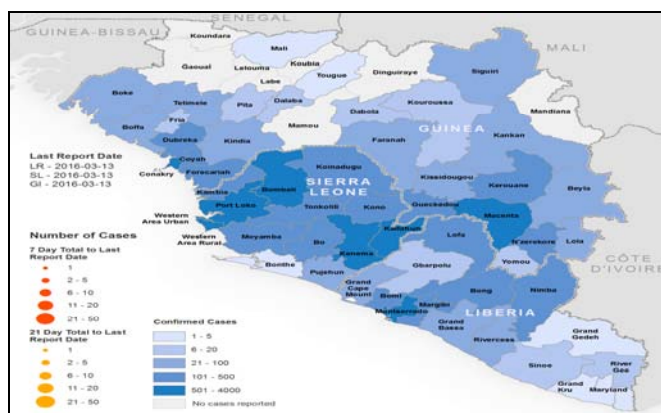 SENEGAL
GUINEA-BISSAU
MALI
Koundara
Mali
Koubia
Gaoual
Lelouma
Labe
Tougue
Dinguiraye
Siguiri
Boke
Telimele
Pita
Dalaba
Dabola
Kouroussa
Mandiana
Fria
Boffa
Mamou
GUINEA
Dubreka
Kindia
Faranah
Kankan
Coyah
Conakry
Forecariah
Koinadugu
Kissidougou
Kerouane
Beyla
Last Report Date
LR - 2016-03-13
SL - 2016-03-13
GI - 2016-03-13
Kambia
Bombali
SIERRA
LEONE
Gueckedou
Macenta
Port Loko
Tonkolili
Kono
Western
Area Urban
Western
Area Rural
Moyamba
Bo
Kailahun
Kenema
Lofa
N'zerekore
Lola
Yomou
CÔTE
D'IVOIRE
Bonthe
Pujehun
Gbarpolu
Grand
Cape
Mount
Bomi
Bong
Nimba
Margibi
Montserrado
LIBERIA
Grand
Bassa
Rivercess
Grand
Gedeh
Sinoe
River
Gee
Grand
Kru
Maryland
Number of Cases
7 Day Total to Last
Report Date
1
2 - 5
6 - 10
11 - 20
21 - 50
21 Day Total to Last
Report Date
1
2 - 5
6 - 10
11 - 20
21 - 50
Confirmed Cases
1 - 5
6 - 20
21 - 100
101 - 500
501 - 4000
No cases reported